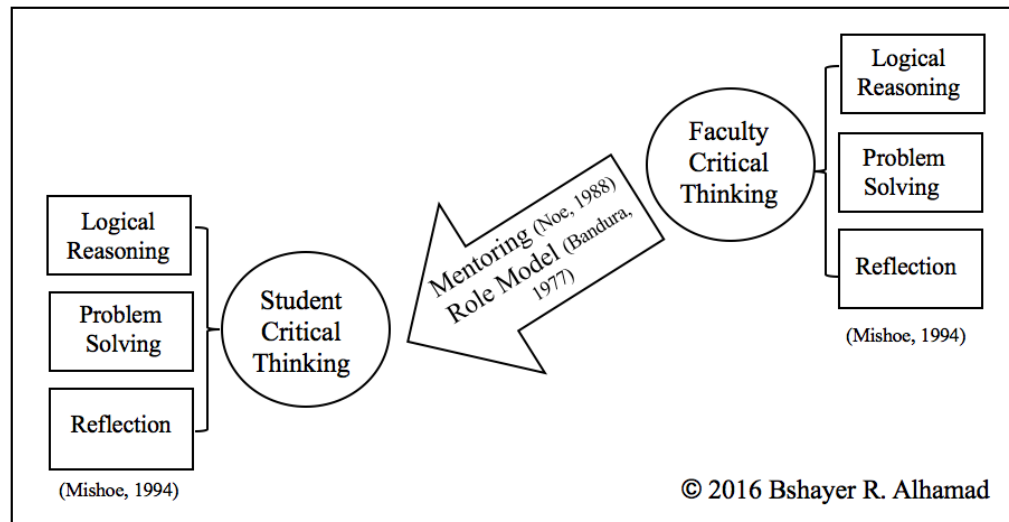 Logical
Reasoning
Problem
Solving
Reflection
(Mishoe, 1994)
Student
Critical
Thinking
Mentoring (Noe, 1988)
Role Model (Bandura,
1977)
Faculty
Critical
Thinking
Logical
Reasoning
Problem
Solving
Reflection
(Mishoe, 1994)
© 2016 Bshayer R. Alhamad